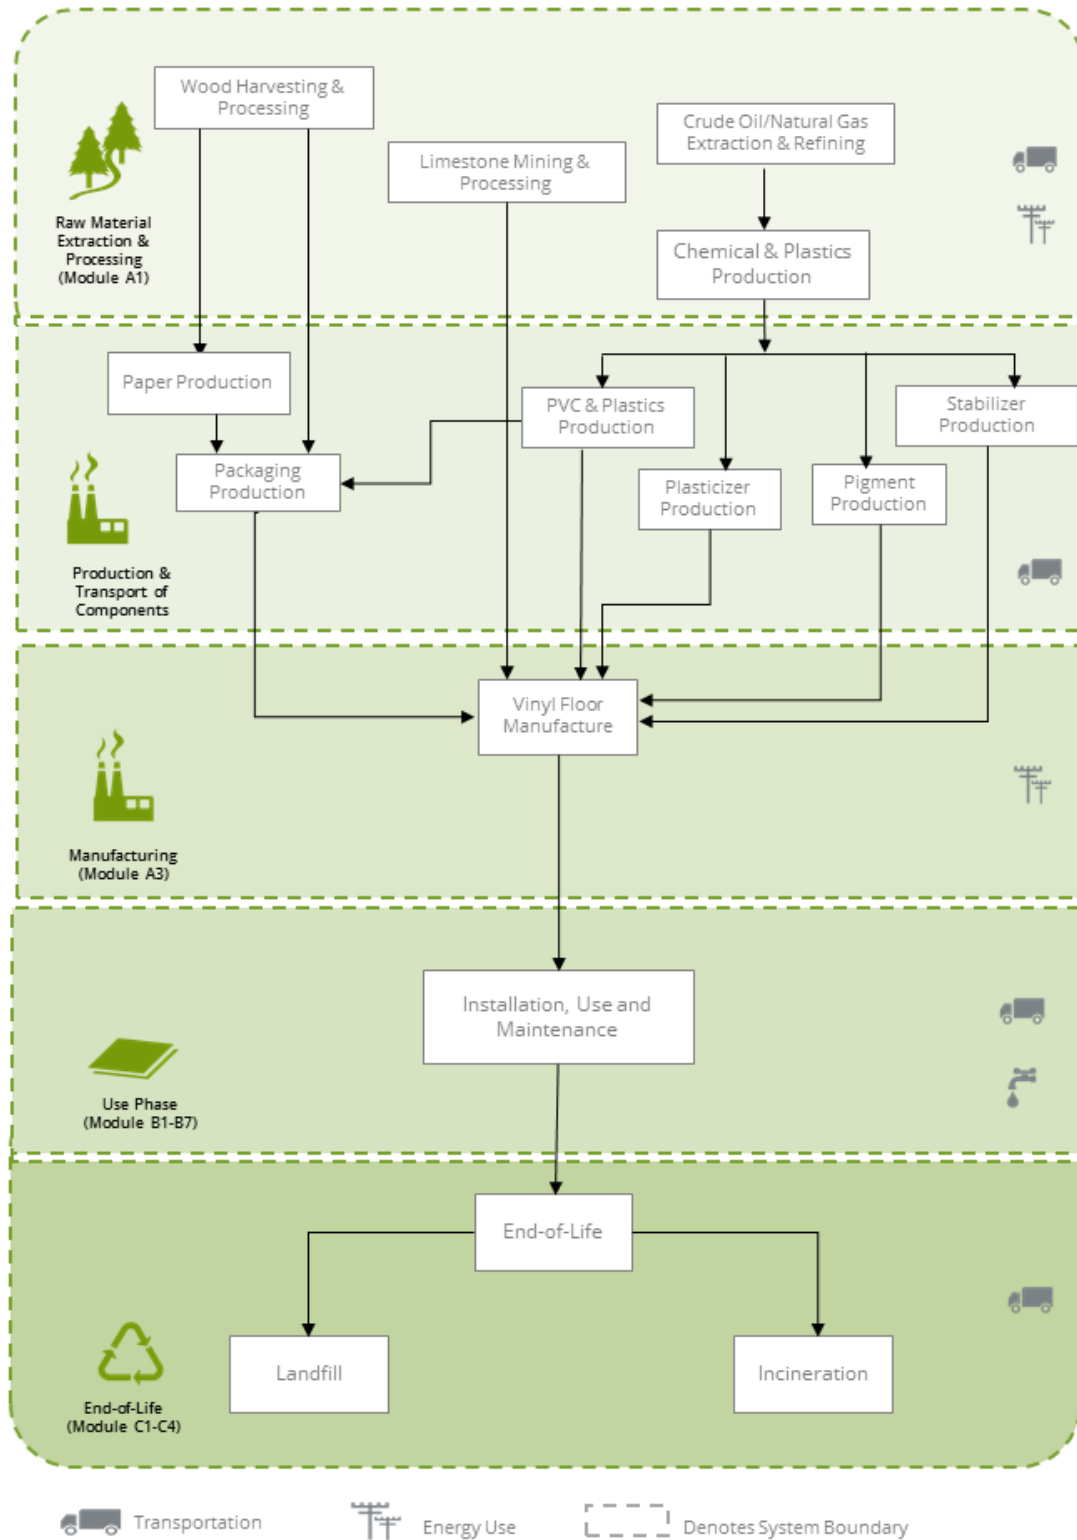 Wood Harvesting &
Processing
Crude Oil/Natural Gas
Extraction & Refining
Limestone Mining &
Processing
Raw Material
Extraction &
Processing
(Module A1)
Chemical & Plastics
Production
Paper Production
PVC & Plastics
Production
Stabilizer
Production
Packaging
Production
Plasticizer
Production
Pigment
Production
Production &
Transport of
Components
Vinyl Floor
Manufacture
Manufacturing
(Module A3)
Installation, Use and
Maintenance
Use Phase
(Module B1-B7)
End-of-Life
Landfill
Incineration
End-of-Life
(Module C1-C4)
Transportation
Energy Use
Denotes System Boundary